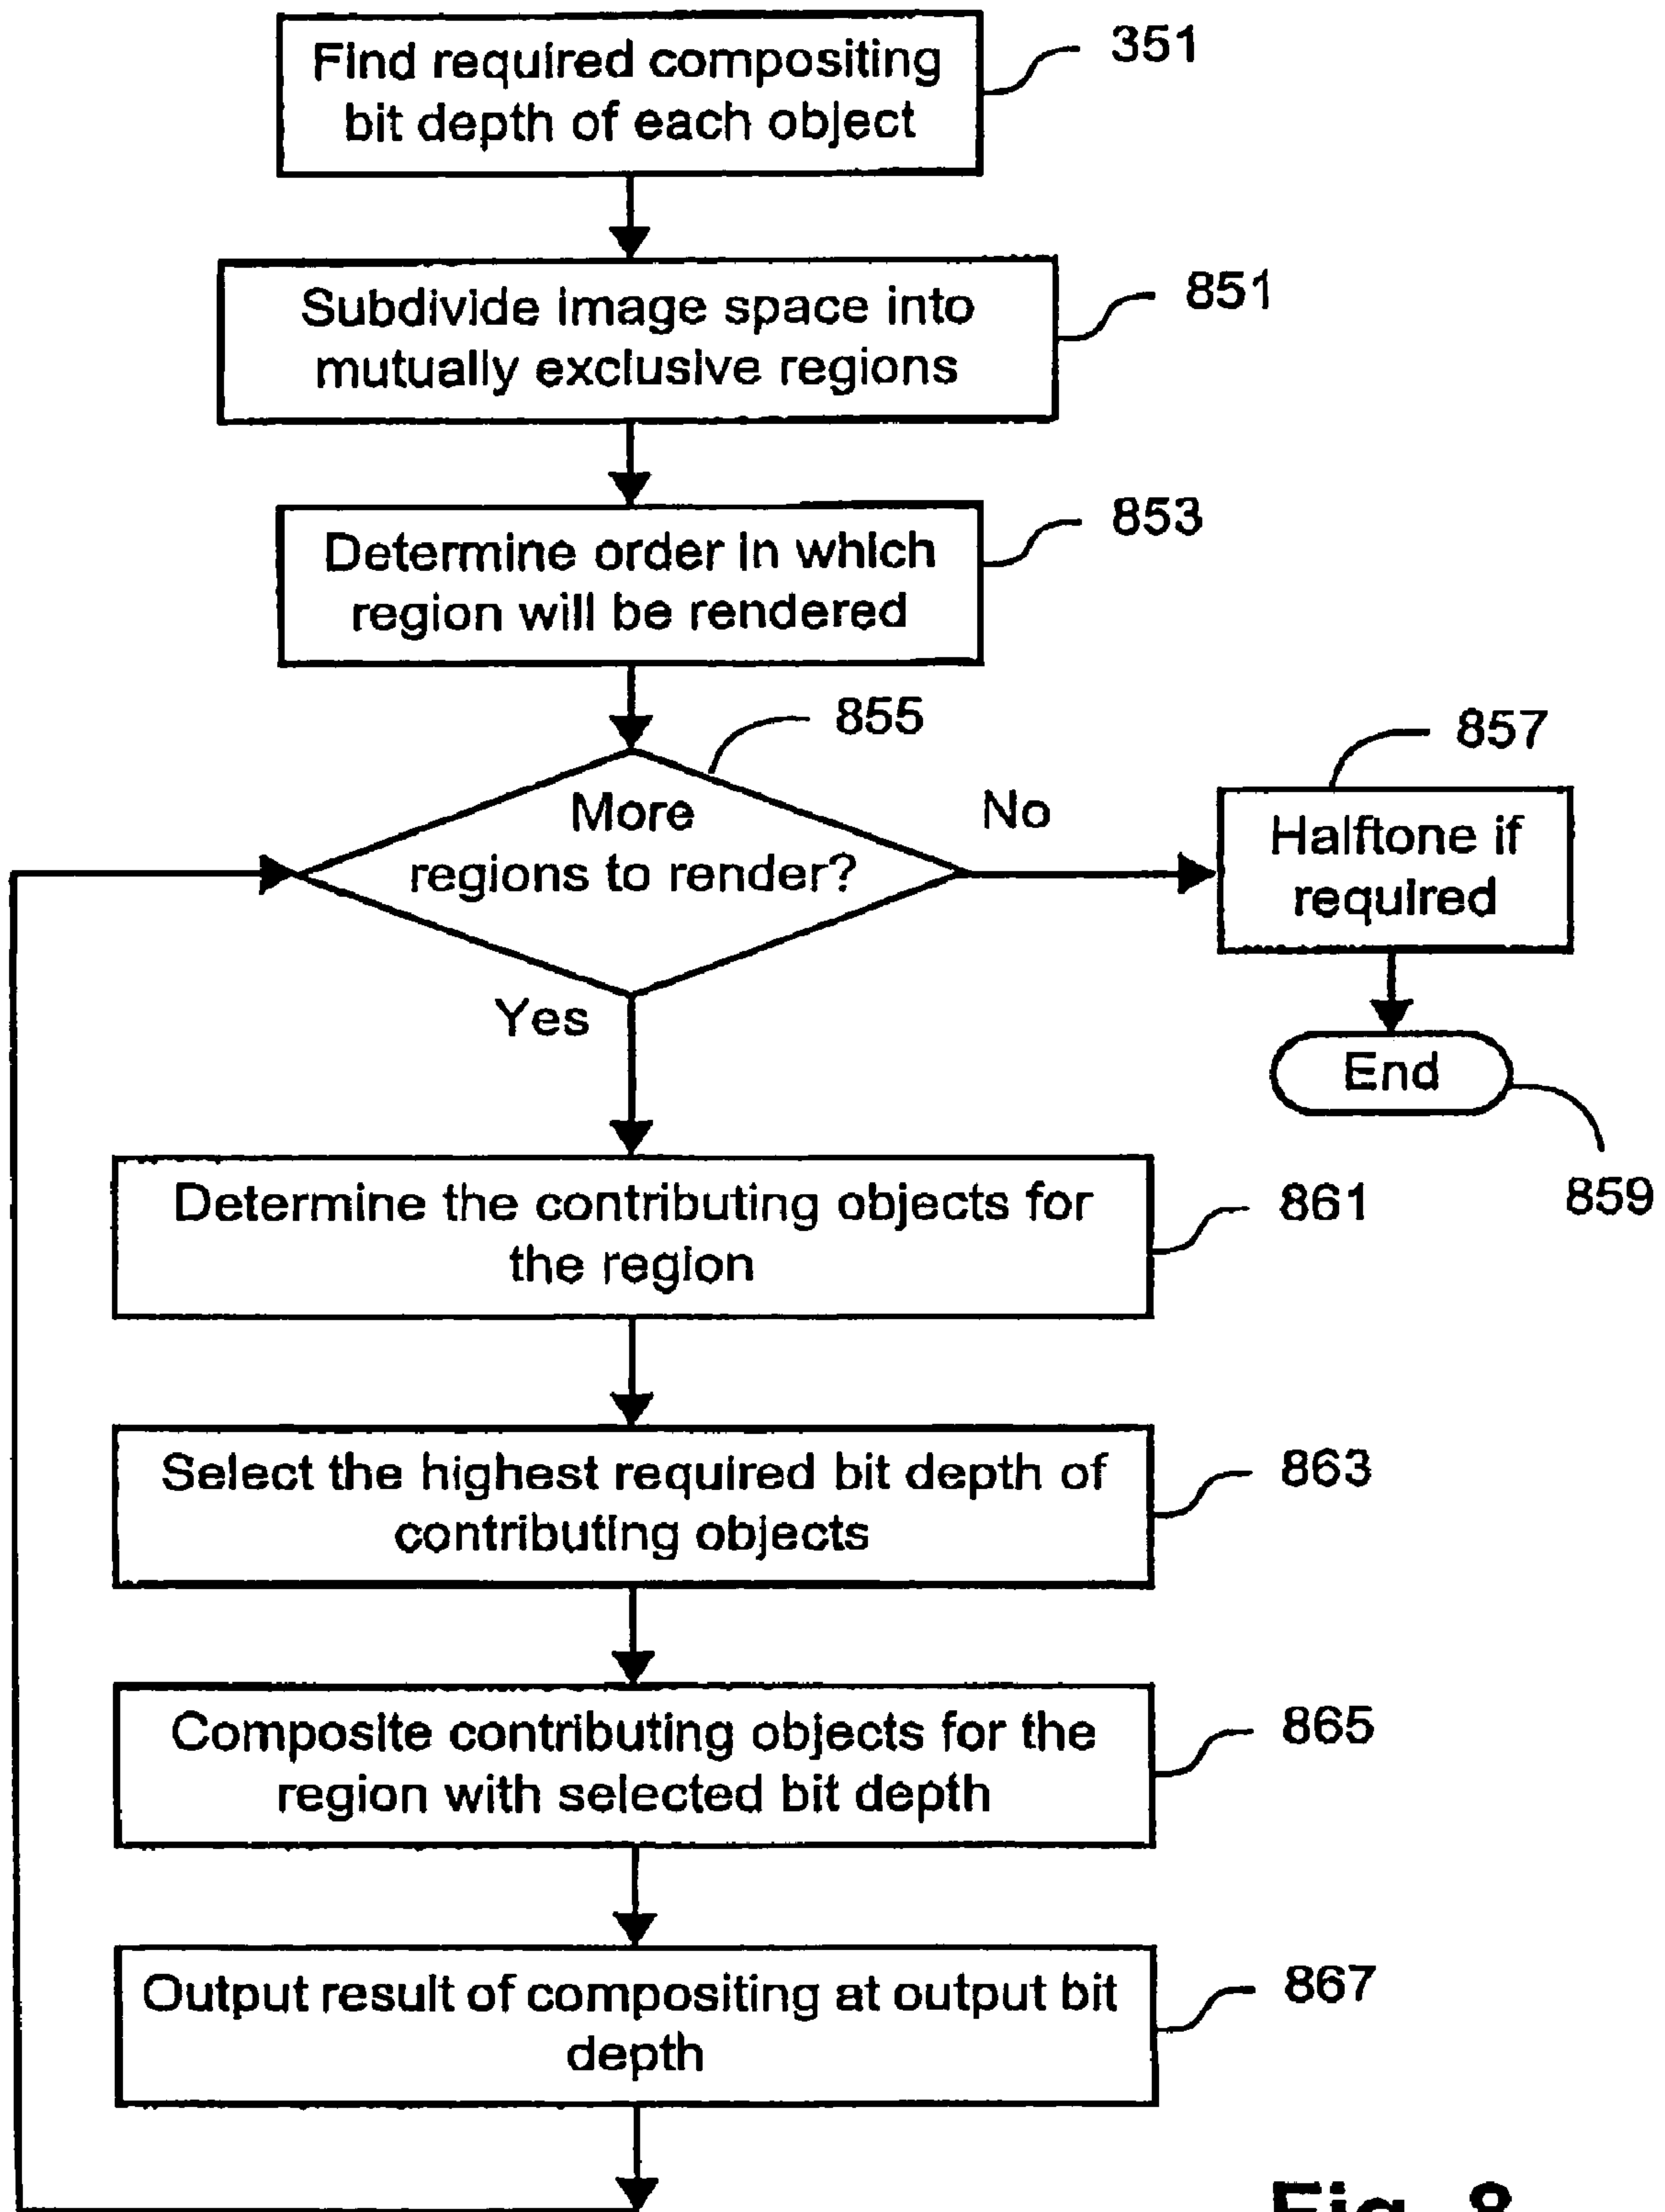 Find required compositing
bit depth of each object
351
Subdivide image space into
mutually exclusive regions
851
Determine order in which
region will be rendered
853
More
regions to render?
855
No
857
Halftone if
required
Yes
End
859
Determine the contributing objects for
the region
861
Select the highest required bit depth of
contributing objects
863
Composite contributing objects for the
region with selected bit depth
865
Output result of compositing at output bit
depth
867
Fig. 8